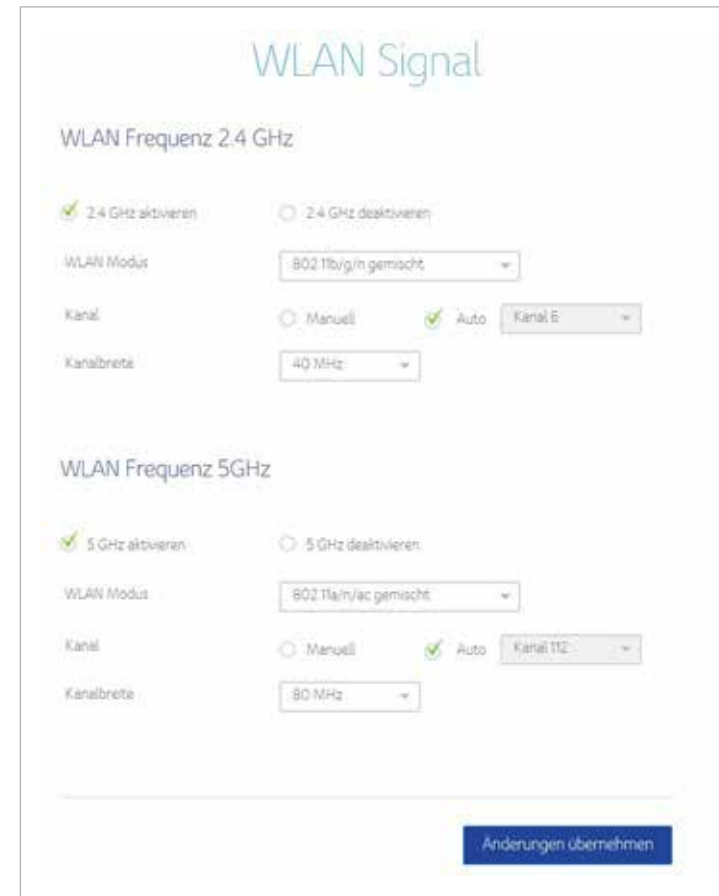 WLAN Signal
WLAN Frequenz 2.4 GHz
2.4 GHz aktivieren 2.4 GHz deaktivieren
WLAN Modus 802.11b/g/n gemischt
Kanal Manuell Auto Kanal 6
Kanalbreite 40 MHz
WLAN Frequenz 5GHz
5 GHz aktivieren 5 GHz deaktivieren
WLAN Modus 802.11a/n/ac gemischt
Kanal Manuell Auto Kanal 112
Kanalbreite 80 MHz
Änderungen übernehmen